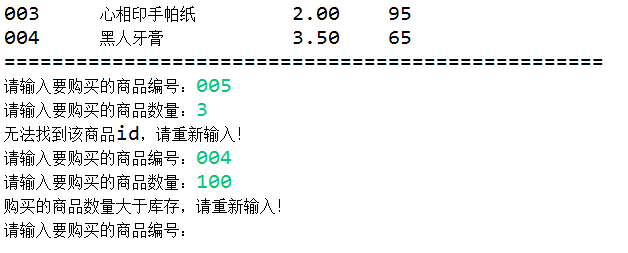 003 心相印手帕纸 2.00 95
004 黑人牙膏 3.50 65
==================================================
请输入要购买的商品编号：005
请输入要购买的商品数量：3
无法找到该商品id，请重新输入！
请输入要购买的商品编号：004
请输入要购买的商品数量：100
购买的商品数量大于库存，请重新输入！
请输入要购买的商品编号：